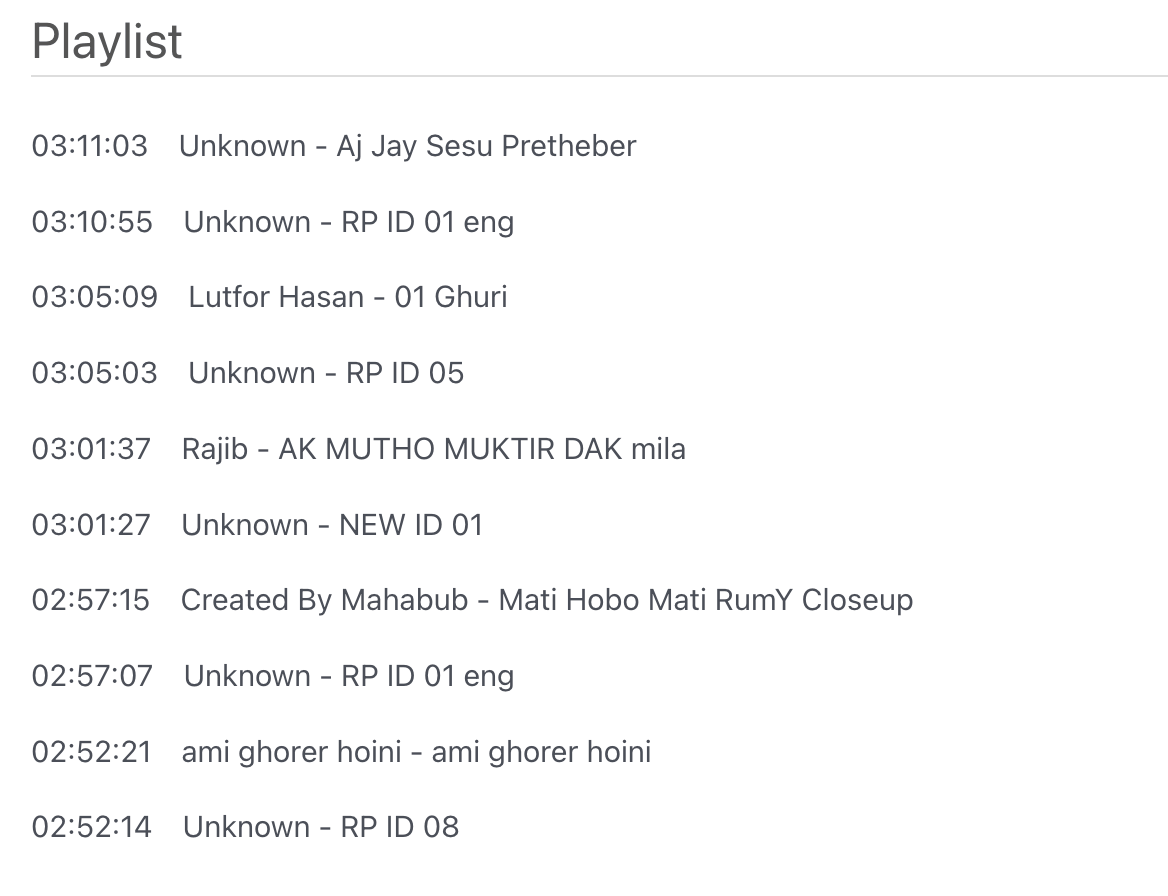 Playlist
03:11:03 Unknown - Aj Jay Sesu Pretheber
03:10:55 Unknown - RP ID 01 eng
03:05:09 Lutfor Hasan - 01 Ghuri
03:05:03 Unknown - RP ID 05
03:01:37 Rajib - AK MUTHO MUKTIR DAK mila
03:01:27 Unknown - NEW ID 01
02:57:15 Created By Mahabub - Mati Hobo Mati RumY Closeup
02:57:07 Unknown - RP ID 01 eng
02:52:21 ami ghorer hoini - ami ghorer hoini
02:52:14 Unknown - RP ID 08